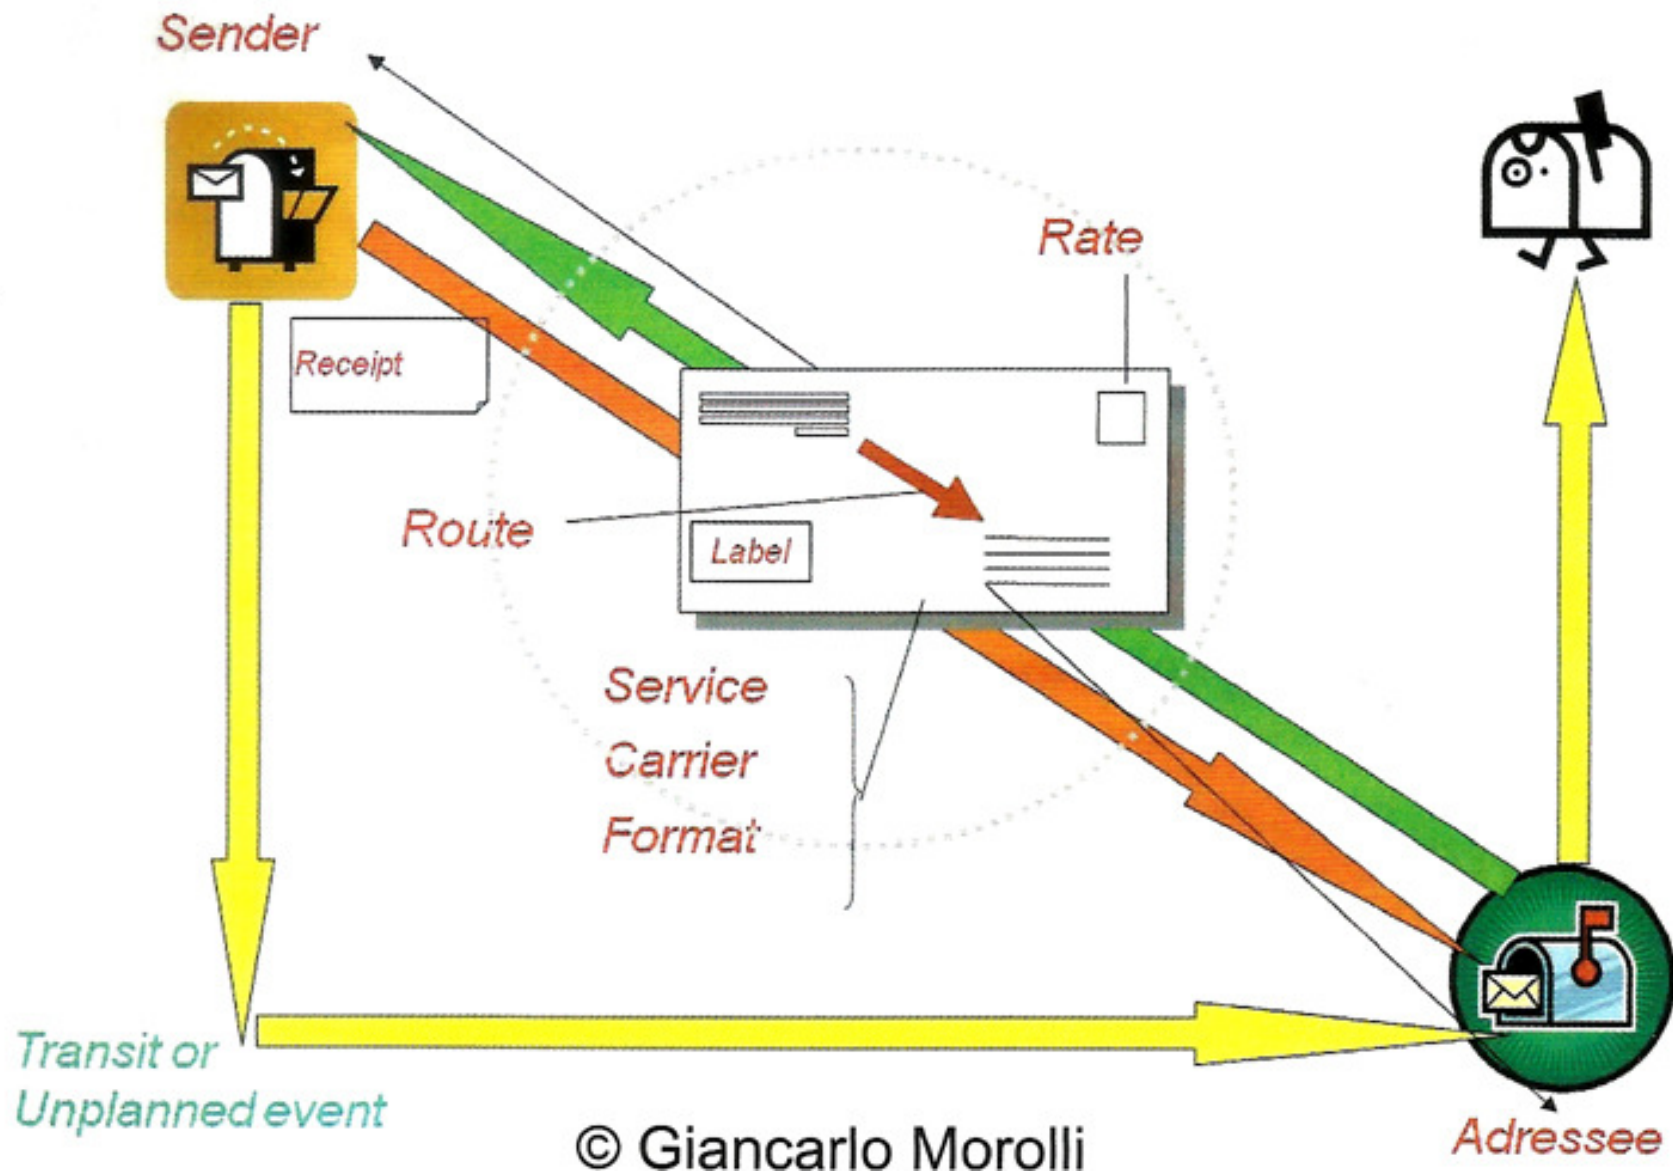 Sender
Rate
Receipt
Route
Label
Service
Carrier
Format
Transit or
Unplanned event
Adressee
© Giancarlo Morolli